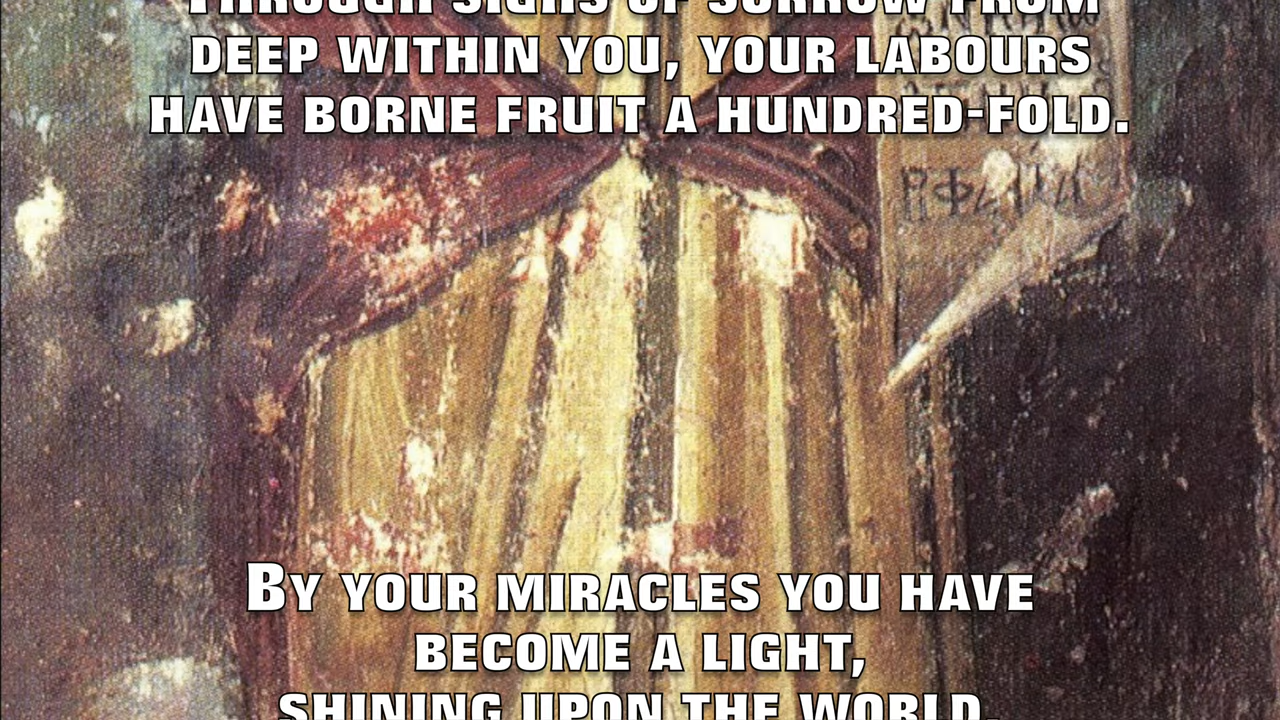 THROUGH SIGHS OF SORROW FROM
DEEP WITHIN YOU, YOUR LABOURS
HAVE BORNE FRUIT A HUNDRED-FOLD.
BY YOUR MIRACLES YOU HAVE
BECOME A LIGHT,
SHINING UPON THE WORLD.